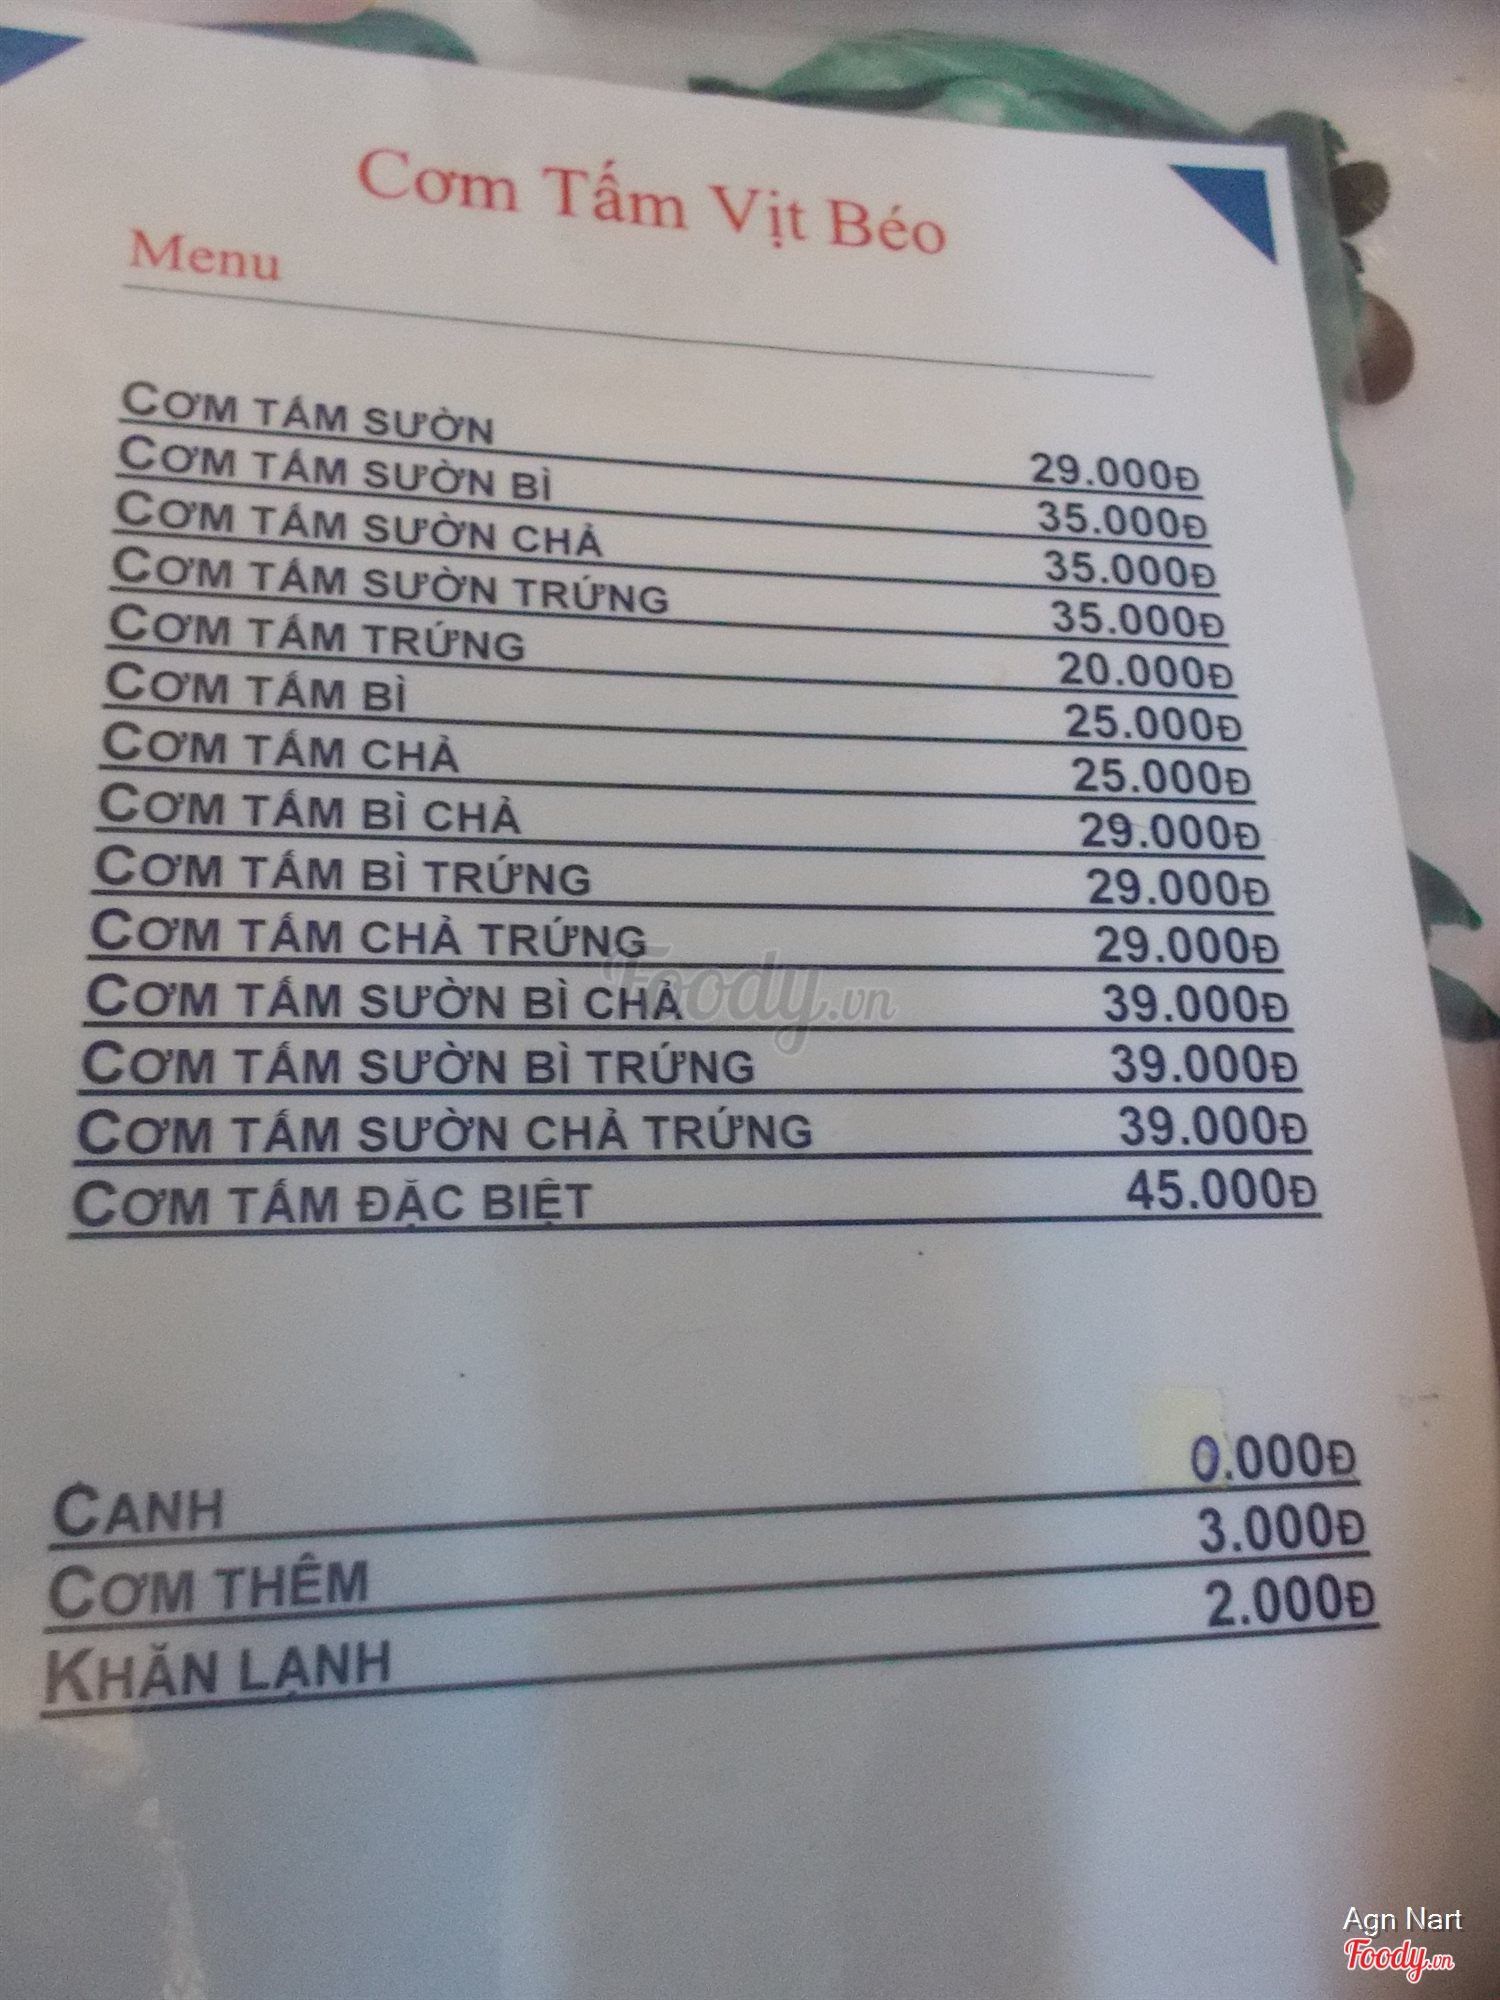 Cơm Tấm Vịt Béo
Menu
CƠM TẤM SƯỜN 29.000Đ
CƠM TẤM SƯỜN BÌ 35.000Đ
CƠM TẤM SƯỜN CHẢ 35.000Đ
CƠM TẤM SƯỜN TRỨNG 35.000Đ
CƠM TẤM TRỨNG 20.000Đ
CƠM TẤM BÌ 25.000Đ
CƠM TẤM CHẢ 25.000Đ
CƠM TẤM BÌ CHẢ 29.000Đ
CƠM TẤM BÌ TRỨNG 29.000Đ
CƠM TẤM CHẢ TRỨNG 29.000Đ
CƠM TẤM SƯỜN BÌ CHẢ 39.000Đ
CƠM TẤM SƯỜN BÌ TRỨNG 39.000Đ
CƠM TẤM SƯỜN CHẢ TRỨNG 39.000Đ
CƠM TẤM ĐẶC BIỆT 45.000Đ
CANH 0.000Đ
CƠM THÊM 3.000Đ
KHĂN LẠNH 2.000Đ
Foody.vn
Agn Nart
Foody.vn